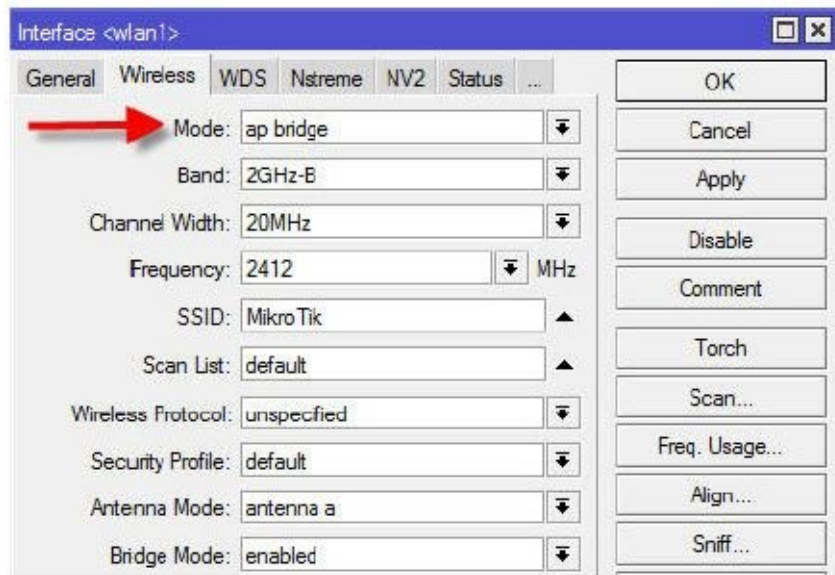 Interface <wlan1>
General Wireless WDS Nstreme NV2 Status ...
Mode: ap bridge
Band: 2GHz-B
Channel Width: 20MHz
Frequency: 2412 MHz
SSID: MikroTik
Scan List: default
Wireless Protocol: unspecified
Security Profile: default
Antenna Mode: antenna a
Bridge Mode: enabled
OK
Cancel
Apply
Disable
Comment
Torch
Scan...
Freq. Usage...
Align...
Sniff...